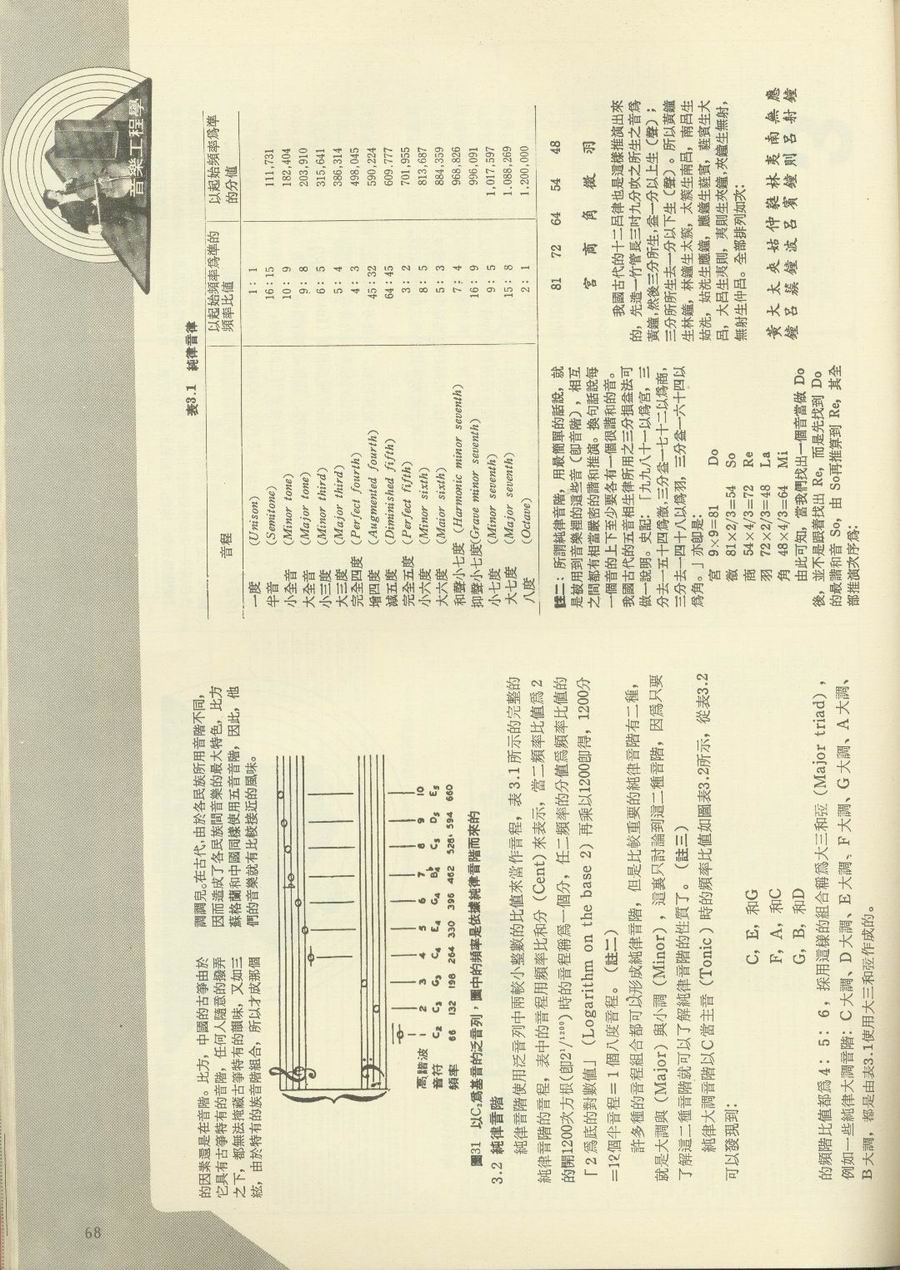 音樂工程學
的因素還是在音階。比方，中國的古箏由於
它具有古箏特有的音階，任何人隨意的撥弄
之下，都無法掩蔽古箏特有的韻味，又如三
絃，由於特有的族音階組合，所以才成那個
調調兒。在古代，由於各民族所用音階不同，
因而造成了各民族間音樂的最大特色，比方
蘇格蘭和中國同樣使用五音音階，因此，他
們的音樂就有比較接近的風味。
高諧波 1 2 3 4 5 6 7 8 9 10
音符 C₂ C₃ G₃ C₄ E₄ G₄ B♭₄ C₅ D₅ E₅
頻率 66 132 198 264 330 396 462 528 594 660
圖31 以C₂爲基音的泛音列，圖中的頻率是依據純律音階而來的
3.2 純律音階
純律音階使用泛音列中兩較小整數的比值來當作音程，表3.1所示的完整的
純律音階的音程，表中的音程用頻率比和分（Cent）來表示，當二頻率比值爲2
的開1200次方根（即2¹/¹²⁰⁰）時的音程稱爲一個分，任二頻率的分值爲頻率比值的
「2爲底的對數值」（Logarithm on the base 2）再乘以1200即得，1200分
=12個半音程=1個八度音程。（註二）
許多種的音程組合都可以形成純律音階，但是比較重要的純律音階有二種，
就是大調與（Major）與小調（Minor），這裏只討論到這二種音階，因爲只要
了解這二種音階就可以了解純律音階的性質了。（註三）
純律大調音階以C當主音（Tonic）時的頻率比值如圖表3.2所示，從表3.2
可以發現到：
C，E，和G
F，A，和C
G，B，和D
的頻階比值都爲4：5：6，採用這樣的組合稱爲大三和弦（Major triad），
例如一些純律大調音階：C大調、D大調、E大調、F大調、G大調、A大調、
B大調，都是由表3.1使用大三和弦作成的。
表3.1 純律音律
音程 以起始頻率爲準的頻率比值 以起始頻率爲準的分值
一度 （Unison） 1：1
半音 （Semitone） 16：15 111,731
小全音 （Minor tone） 10：9 182,404
大全音 （Major tone） 9：8 203,910
小三度 （Minor third） 6：5 315,641
大三度 （Major third） 5：4 386,314
完全四度 （Perfect fourth） 4：3 498,045
增四度 （Augmented fourth） 45：32 590,224
減五度 （Diminished fifth） 64：45 609,777
完全五度 （Perfect fifth） 3：2 701,955
小六度 （Minor sixth） 8：5 813,687
大六度 （Maior sixth） 5：3 884,359
和聲小七度 （Harmonic minor seventh） 7：4 968,826
抑聲小七度（Grave minor seventh） 16：9 996,091
小七度 （Minor seventh） 9：5 1,017,597
大七度 （Major seventh） 15：8 1,088,269
八度 （Octave） 2：1 1,200,000
註二：所謂純律音階，用最簡單的話說，就
是被用到音樂裡的這些音（卽音階），相互
之間都有相當嚴密的諧和推演。換句話說每
一個音的上下至少要各有一個很諧和的音。
我國古代的五音相生律所用之三分損益法可
做一說明。史記：「九九八十一以爲宮，三
分去一五十四爲徵，三分益一七十二以爲商，
三分去一四十八以爲羽，三分益一六十四以
爲角。」亦卽是：
宮 9×9=81 Do
徵 81×2/3=54 So
商 54×4/3=72 Re
羽 72×2/3=48 La
角 48×4/3=64 Mi
由此可知，當我們找出一個音當做 Do
後，並不是跟着找出 Re，而是先找到 Do
的最諧和音 So，由 So再推算到 Re，其全
部推演次序爲：
81 72 64 54 48
宮 商 角 徵 羽
我國古代的十二呂律也是這樣推演出來
的，先造一竹管長三吋九分吹之所生之音爲
黃鐘，然後三分所生，益一分以上生（聲）；
三分所所生去一分以下生（聲）。所以黃鐘
生林鐘，林鐘生太簇，太簇生南呂，南呂生
姑洗，姑洗生應鐘，應鐘生蕤賓，蕤賓生大
呂，大呂生夷則，夷則生夾鐘，夾鐘生無射，
無射生仲呂。全部排列如次：
黃 大 太 央 姑 仲 蕤 林 夷 南 無 應
鐘 呂 簇 鐘 波 呂 賓 鐘 則 呂 射 鐘
68